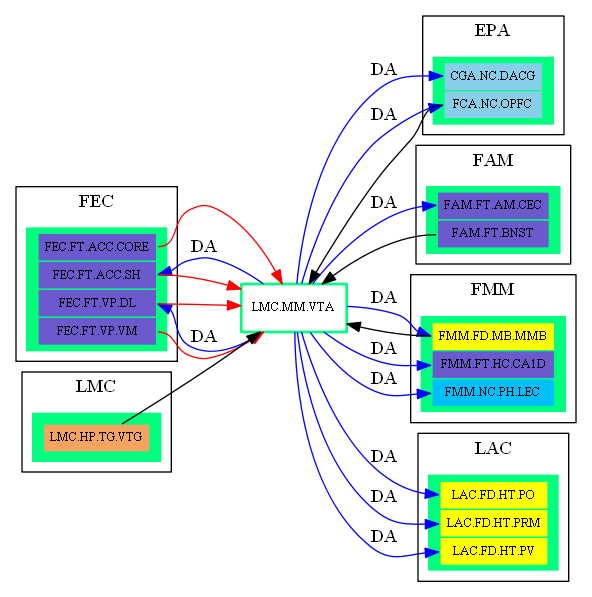 EPA
CGA.NC.DACG
FCA.NC.OPFC
DA
DA
FAM
FAM.FT.AM.CEC
FAM.FT.BNST
DA
FEC
FEC.FT.ACC.CORE
FEC.FT.ACC.SH
FEC.FT.VP.DL
FEC.FT.VP.VM
DA
DA
LMC.MM.VTA
FMM
FMM.FD.MB.MMB
FMM.FT.HC.CA1D
FMM.NC.PH.LEC
DA
DA
DA
LMC
LMC.HP.TG.VTG
LAC
LAC.FD.HT.PO
LAC.FD.HT.PRM
LAC.FD.HT.PV
DA
DA
DA